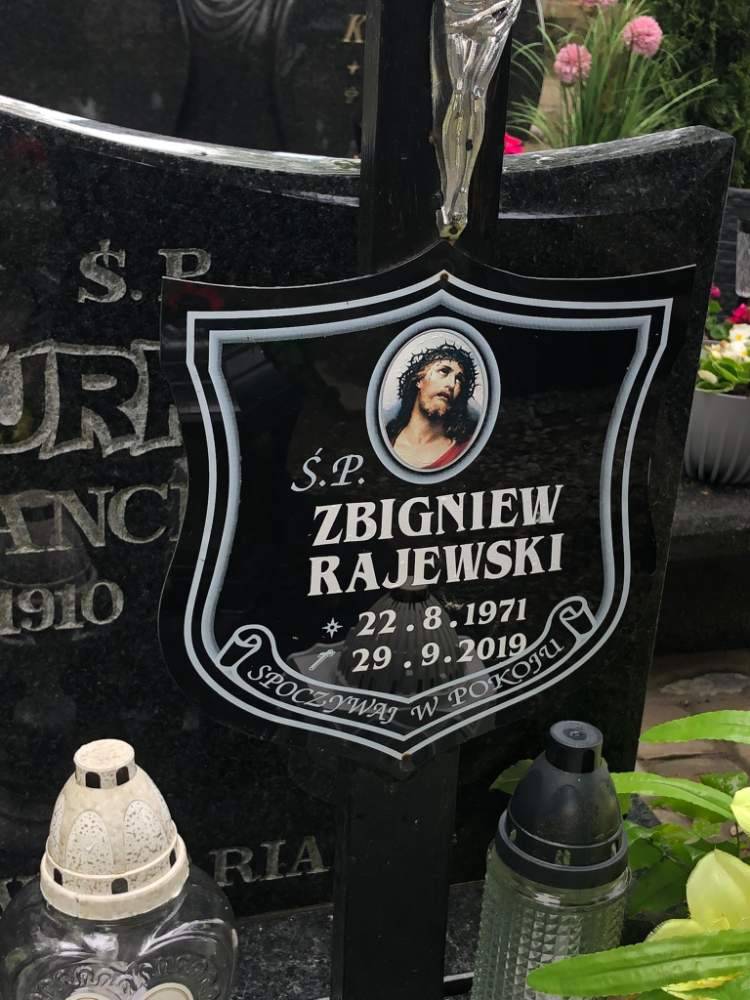 Ś.P.
ZBIGNIEW
RAJEWSKI
22.8.1971
29.9.2019
SPOCZYWAJ W POKOJU
Ś.P.
1910